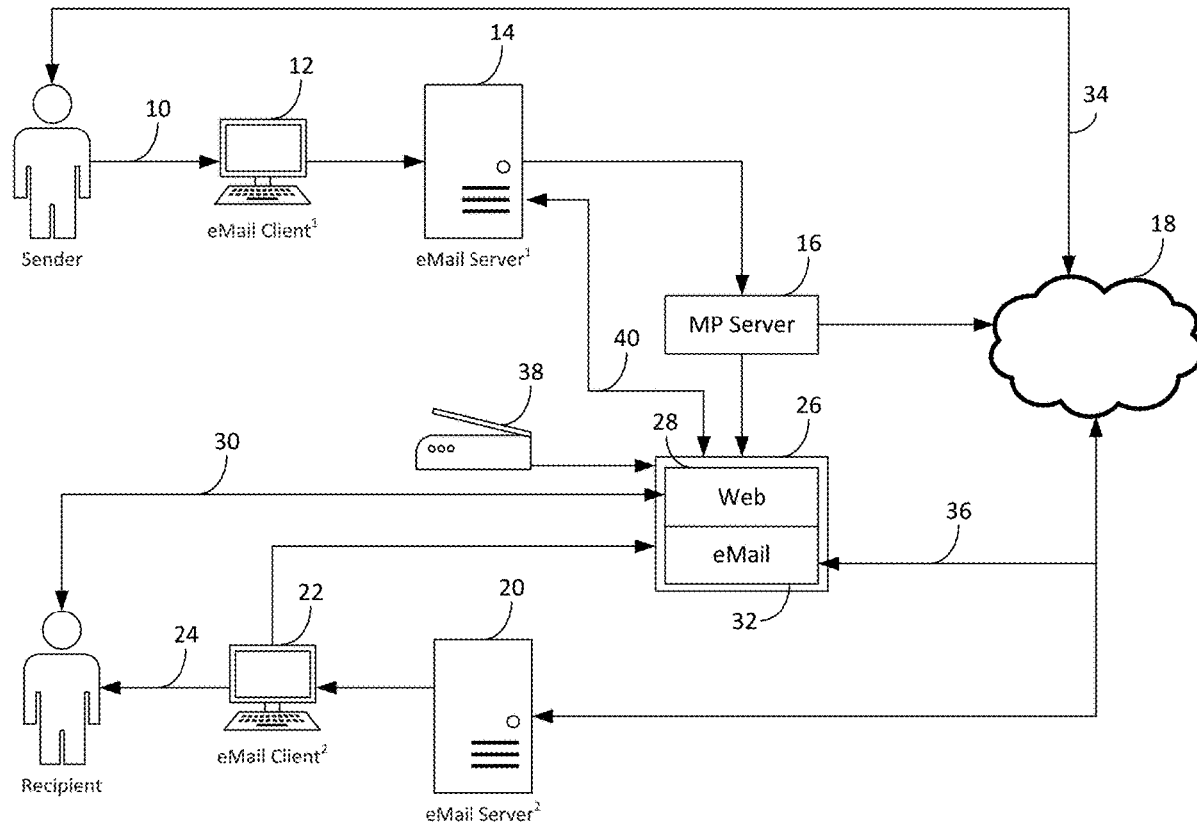 14
12
10
34
eMail Client¹
Sender
eMail Server¹
18
16
MP Server
40
38
26
28
30
Web
36
eMail
22
20
32
24
eMail Client²
Recipient
eMail Server²